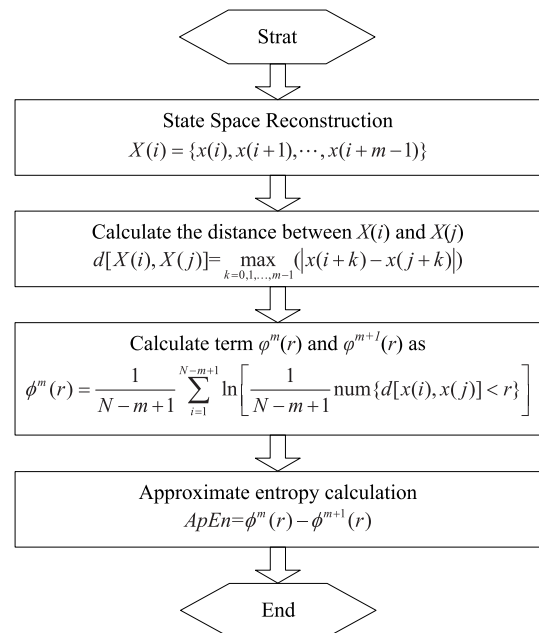 Strat
State Space Reconstruction
X(i) = {x(i), x(i+1), ⋯, x(i+m−1)}
Calculate the distance between X(i) and X(j)
d[X(i), X(j)]= max k=0,1,…,m−1 (|x(i+k)−x(j+k)|)
Calculate term φ^m(r) and φ^{m+1}(r) as
ϕ^m(r) = 1/(N−m+1) ∑_{i=1}^{N−m+1} ln[1/(N−m+1) num{d[x(i), x(j)] < r}]
Approximate entropy calculation
ApEn=ϕ^m(r)−ϕ^{m+1}(r)
End